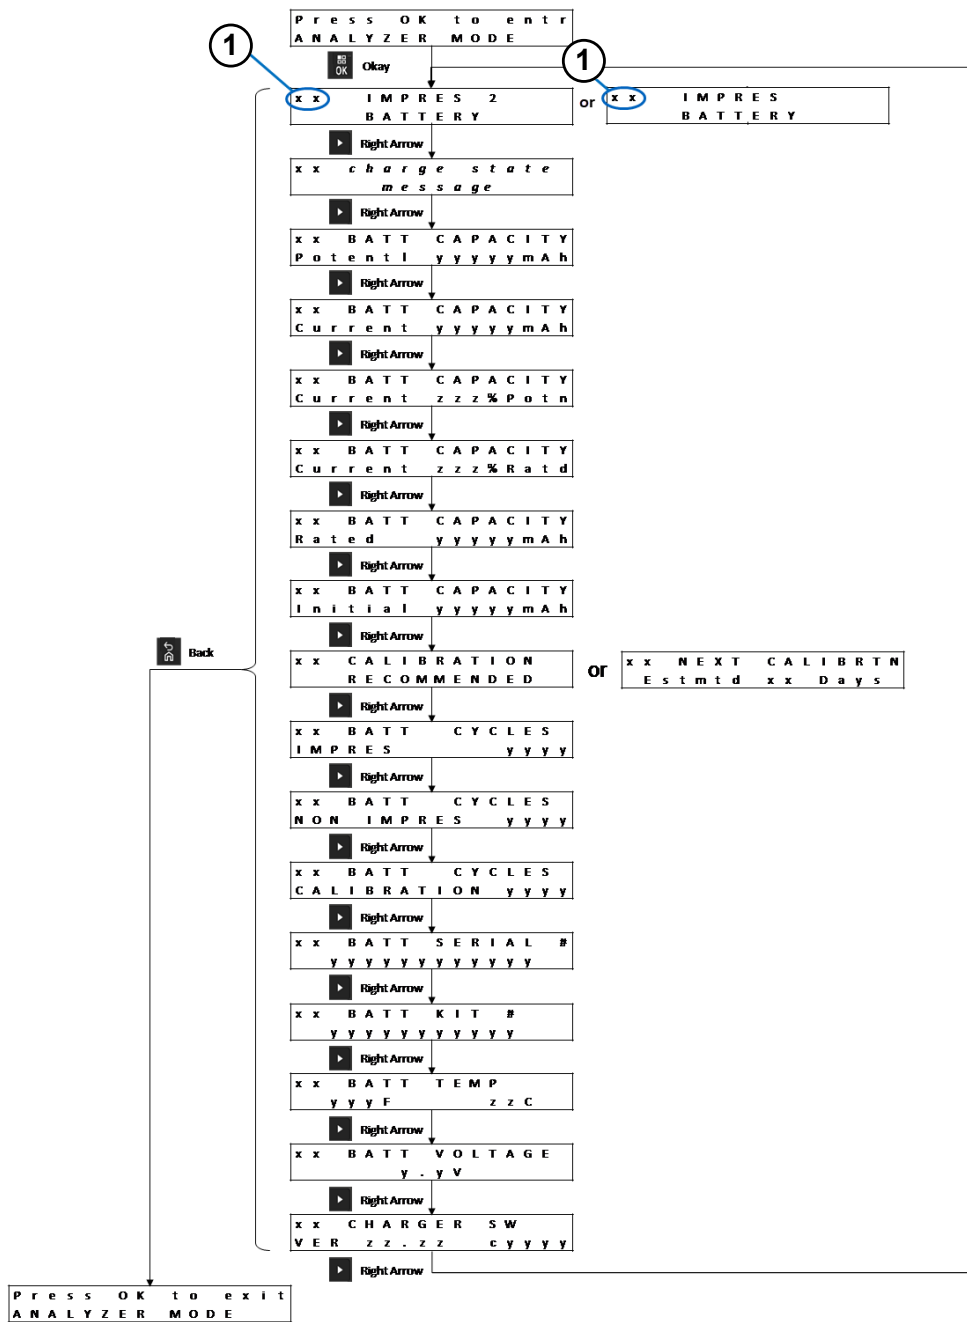 Press OK to entr
ANALYZER MODE
1
OK Okay
1
xx IMPRES 2
BATTERY
or
xx IMPRES
BATTERY
Right Arrow
xx charge state
message
Right Arrow
xx BATT CAPACITY
Potentl yyyyymAh
Right Arrow
xx BATT CAPACITY
Current yyyyymAh
Right Arrow
xx BATT CAPACITY
Current zzz%Potn
Right Arrow
xx BATT CAPACITY
Current zzz%Ratd
Right Arrow
xx BATT CAPACITY
Rated yyyyymAh
Right Arrow
xx BATT CAPACITY
Initial yyyyymAh
Right Arrow
Back
xx CALIBRATION
RECOMMENDED
or
xx NEXT CALIBRTN
Estmtd xx Days
Right Arrow
xx BATT CYCLES
IMPRES yyyy
Right Arrow
xx BATT CYCLES
NON IMPRES yyyy
Right Arrow
xx BATT CYCLES
CALIBRATION yyyy
Right Arrow
xx BATT SERIAL #
yyyyyyyyyyyy
Right Arrow
xx BATT KIT #
yyyyyyyyyy
Right Arrow
xx BATT TEMP
yyyF zzC
Right Arrow
xx BATT VOLTAGE
y.yV
Right Arrow
xx CHARGER SW
VER zz.zz cyyyy
Right Arrow
Press OK to exit
ANALYZER MODE